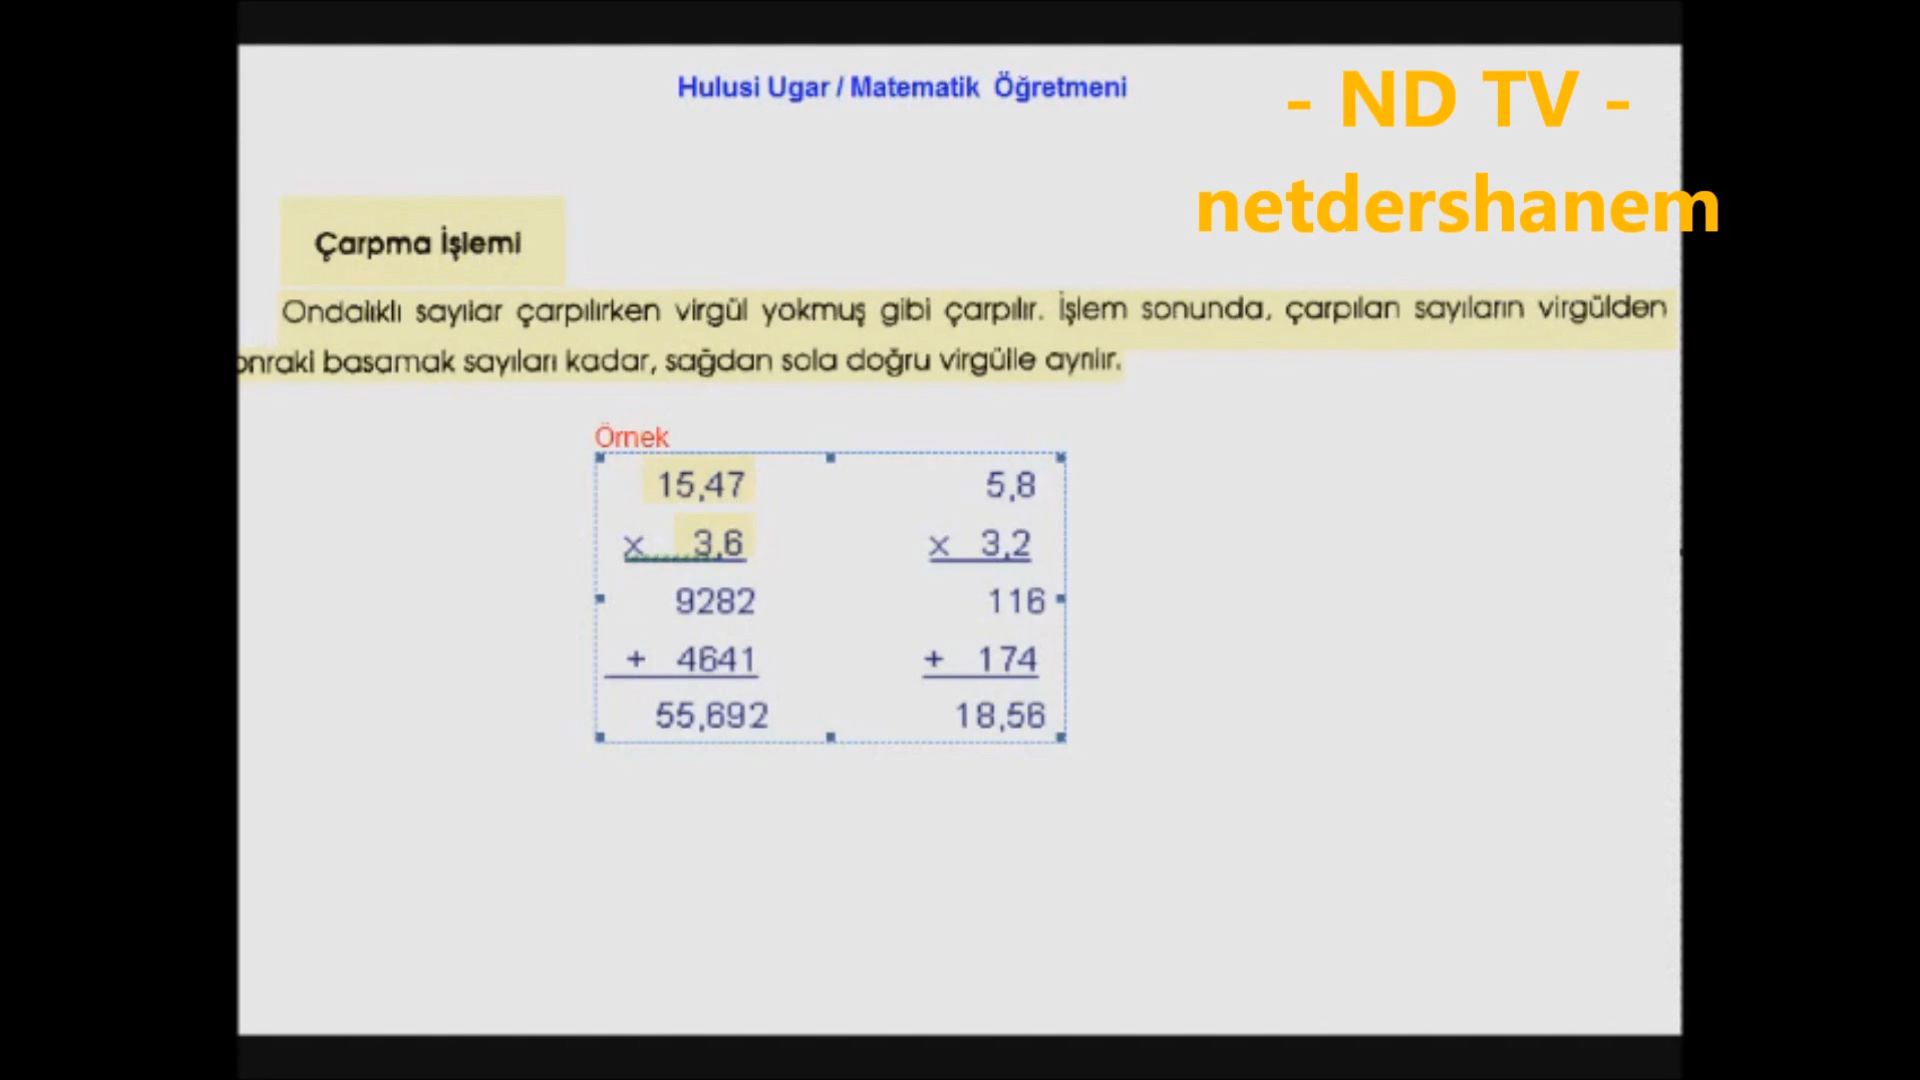 Hulusi Ugar / Matematik Öğretmeni
- ND TV -
netdershanem
Çarpma İşlemi
Ondalıklı sayılar çarpılırken virgül yokmuş gibi çarpılır. İşlem sonunda, çarpılan sayıların virgülden
onraki basamak sayıları kadar, sağdan sola doğru virgülle ayrılır.
Örnek
15,47 5,8
x 3,6 x 3,2
9282 116
+ 4641 + 174
55,692 18,56